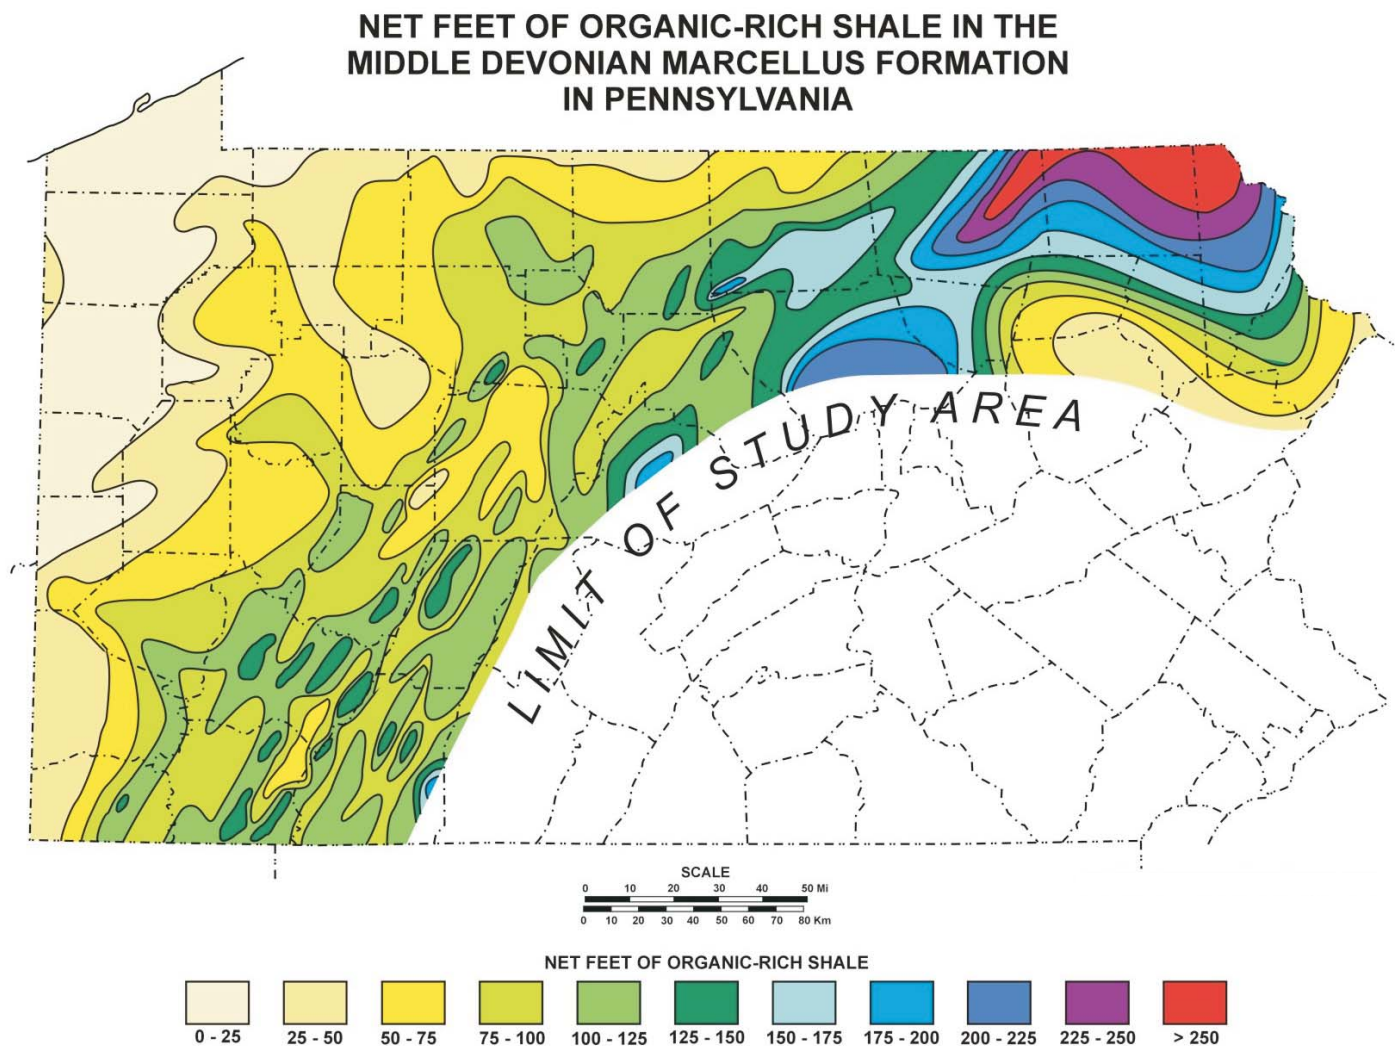 NET FEET OF ORGANIC-RICH SHALE IN THE
MIDDLE DEVONIAN MARCELLUS FORMATION
IN PENNSYLVANIA
LIMIT OF STUDY AREA
SCALE
0 10 20 30 40 50 Mi
0 10 20 30 40 50 60 70 80 Km
NET FEET OF ORGANIC-RICH SHALE
0 - 25 25 - 50 50 - 75 75 - 100 100 - 125 125 - 150 150 - 175 175 - 200 200 - 225 225 - 250 > 250